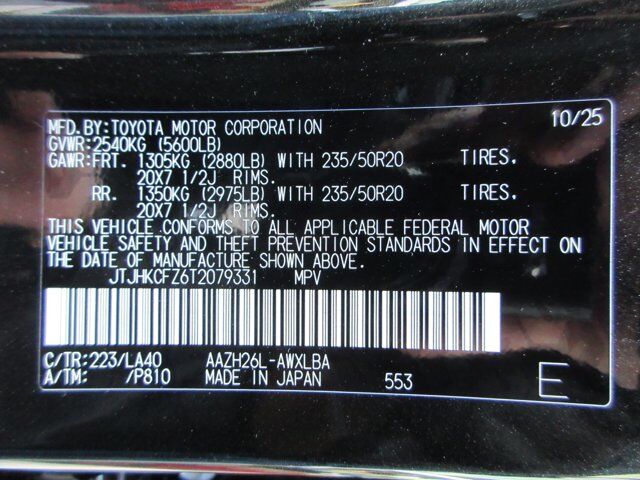 MFD.BY:TOYOTA MOTOR CORPORATION 10/25
GVWR:2540KG (5600LB)
GAWR:FRT. 1305KG (2880LB) WITH 235/50R20 TIRES.
20X7 1/2J RIMS.
RR. 1350KG (2975LB) WITH 235/50R20 TIRES.
20X7 1/2J RIMS.
THIS VEHICLE CONFORMS TO ALL APPLICABLE FEDERAL MOTOR
VEHICLE SAFETY AND THEFT PREVENTION STANDARDS IN EFFECT ON
THE DATE OF MANUFACTURE SHOWN ABOVE.
JTJHKCFZ6T2079331 MPV
C/TR:223/LA40 AAZH26L-AWXLBA
A/TM: /P810 MADE IN JAPAN 553 E